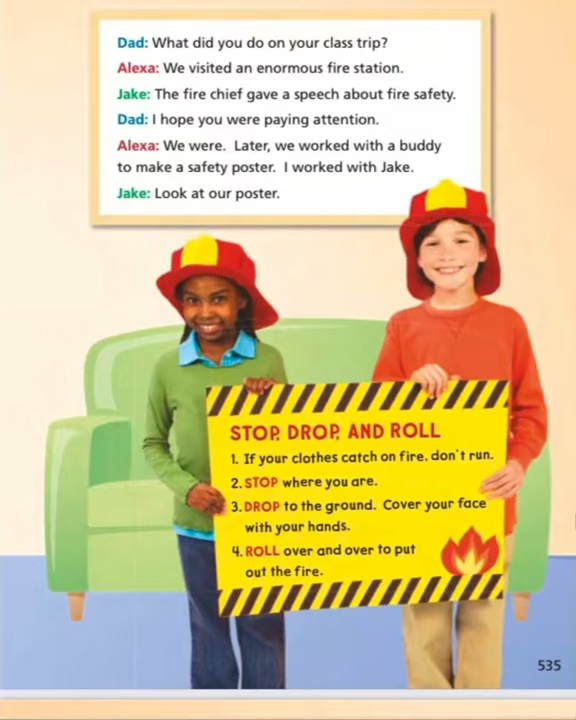 Dad: What did you do on your class trip?
Alexa: We visited an enormous fire station.
Jake: The fire chief gave a speech about fire safety.
Dad: I hope you were paying attention.
Alexa: We were. Later, we worked with a buddy
to make a safety poster. I worked with Jake.
Jake: Look at our poster.
STOP, DROP, AND ROLL
1. If your clothes catch on fire, don't run.
2. STOP where you are.
3. DROP to the ground. Cover your face
with your hands.
4. ROLL over and over to put
out the fire.
535